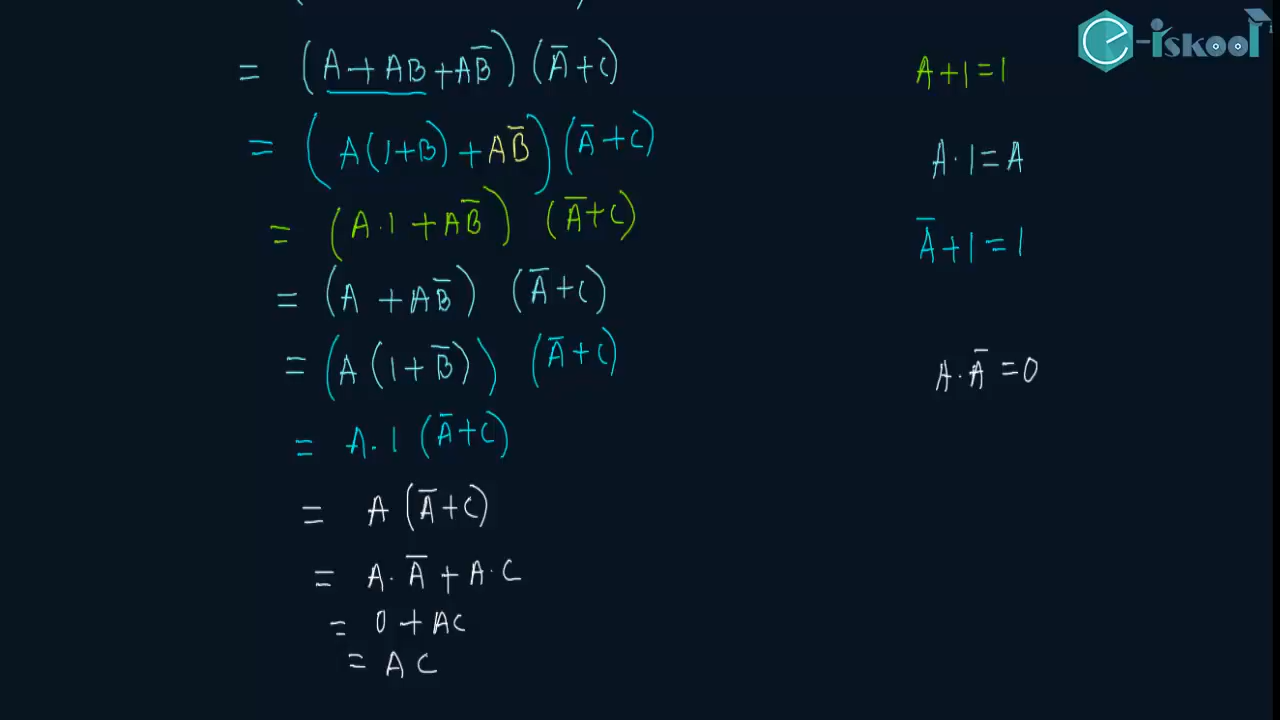 = (A + AB + AB̅) (A̅ + C)
= (A(1+B) + AB̅) (A̅ + C)
= (A·1 + AB̅) (A̅ + C)
= (A + AB̅) (A̅ + C)
= (A (1+B̅)) (A̅ + C)
= A·1 (A̅ + C)
= A (A̅ + C)
= A·A̅ + A·C
= 0 + AC
= AC
e-iskool
A + 1 = 1
A·1 = A
A̅ + 1 = 1
A·A̅ = 0